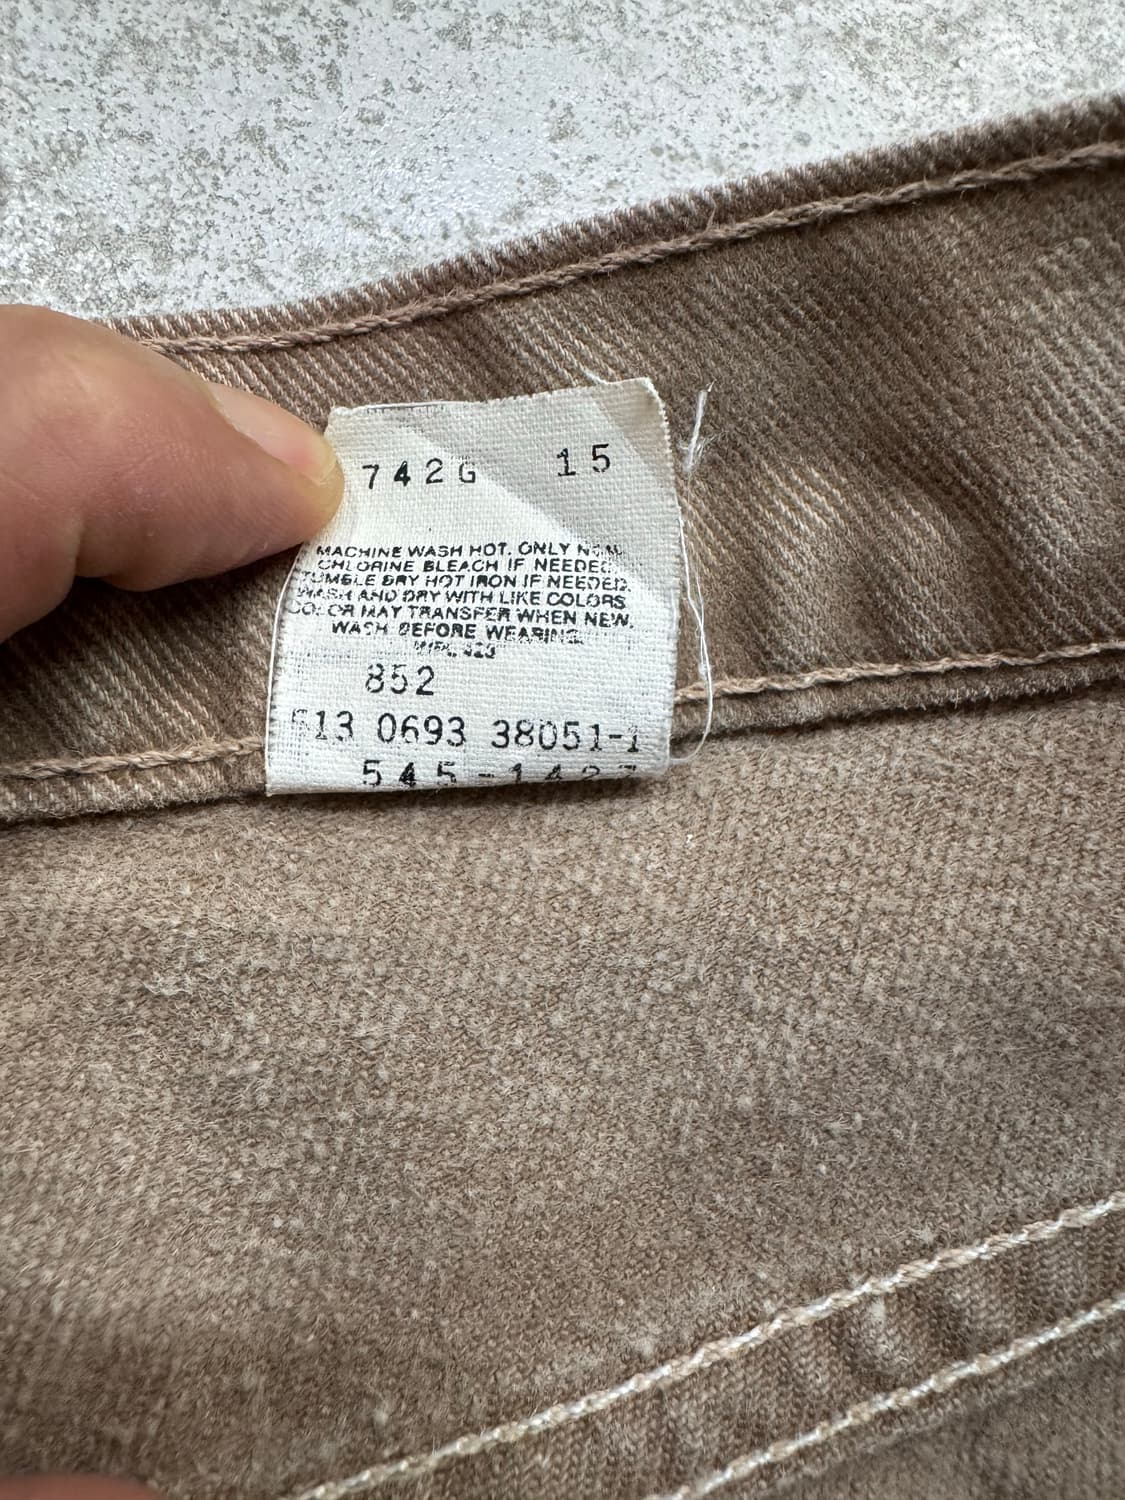 742G 15
MACHINE WASH HOT. ONLY NON
CHLORINE BLEACH IF NEEDED.
TUMBLE DRY HOT IRON IF NEEDED.
WASH AND DRY WITH LIKE COLORS
COLOR MAY TRANSFER WHEN NEW.
WASH BEFORE WEARING.
852
513 0693 38051-1